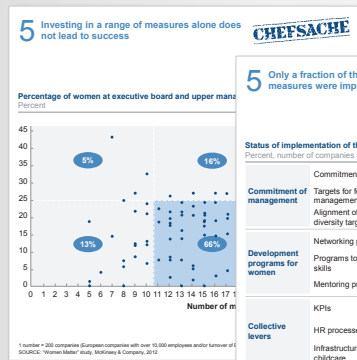 5 Investing in a range of measures alone does
not lead to success
CHEFSACHE
5 Only a fraction of th
measures were imp
Percentage of women at executive board and upper mana
Percent
45
40
35
30
25
20
15
10
5
0
5%
16%
13%
66%
0 1 2 3 4 5 6 7 8 9 10 11 12 13 14 15 16 17 1
Number of m
1 number = 200 companies (European companies with over 10,000 employees and/or turnover of
SOURCE: "Women Matter" study, McKinsey & Company, 2012
Status of implementation of th
Percent, number of companies
Commitment of
management
Commitmen
Targets for fe
managemen
Alignment of
diversity targ
Development
programs for
women
Networking p
Programs to
skills
Mentoring pr
Collective
levers
KPIs
HR processe
Infrastructur
childcare